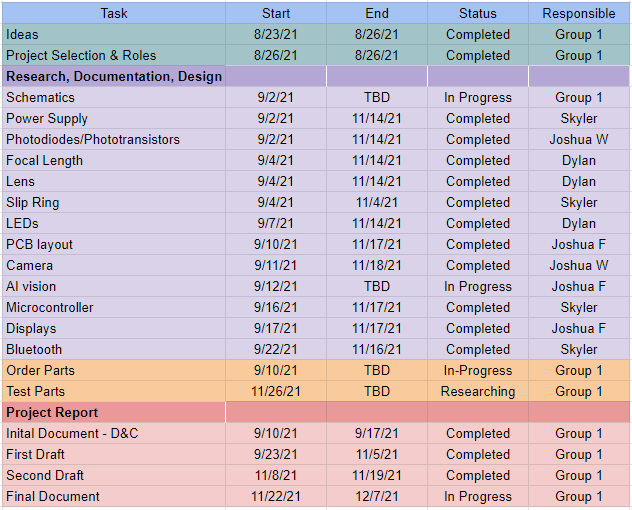 Task Start End Status Responsible
Ideas 8/23/21 8/26/21 Completed Group 1
Project Selection & Roles 8/26/21 8/26/21 Completed Group 1
Research, Documentation, Design
Schematics 9/2/21 TBD In Progress Group 1
Power Supply 9/2/21 11/14/21 Completed Skyler
Photodiodes/Phototransistors 9/2/21 11/14/21 Completed Joshua W
Focal Length 9/4/21 11/14/21 Completed Dylan
Lens 9/4/21 11/14/21 Completed Dylan
Slip Ring 9/4/21 11/4/21 Completed Skyler
LEDs 9/7/21 11/14/21 Completed Dylan
PCB layout 9/10/21 11/17/21 Completed Joshua F
Camera 9/11/21 11/18/21 Completed Joshua W
AI vision 9/12/21 TBD In Progress Joshua F
Microcontroller 9/16/21 11/17/21 Completed Skyler
Displays 9/17/21 11/17/21 Completed Joshua F
Bluetooth 9/22/21 11/16/21 Completed Skyler
Order Parts 9/10/21 TBD In-Progress Group 1
Test Parts 11/26/21 TBD Researching Group 1
Project Report
Inital Document - D&C 9/10/21 9/17/21 Completed Group 1
First Draft 9/23/21 11/5/21 Completed Group 1
Second Draft 11/8/21 11/19/21 Completed Group 1
Final Document 11/22/21 12/7/21 In Progress Group 1